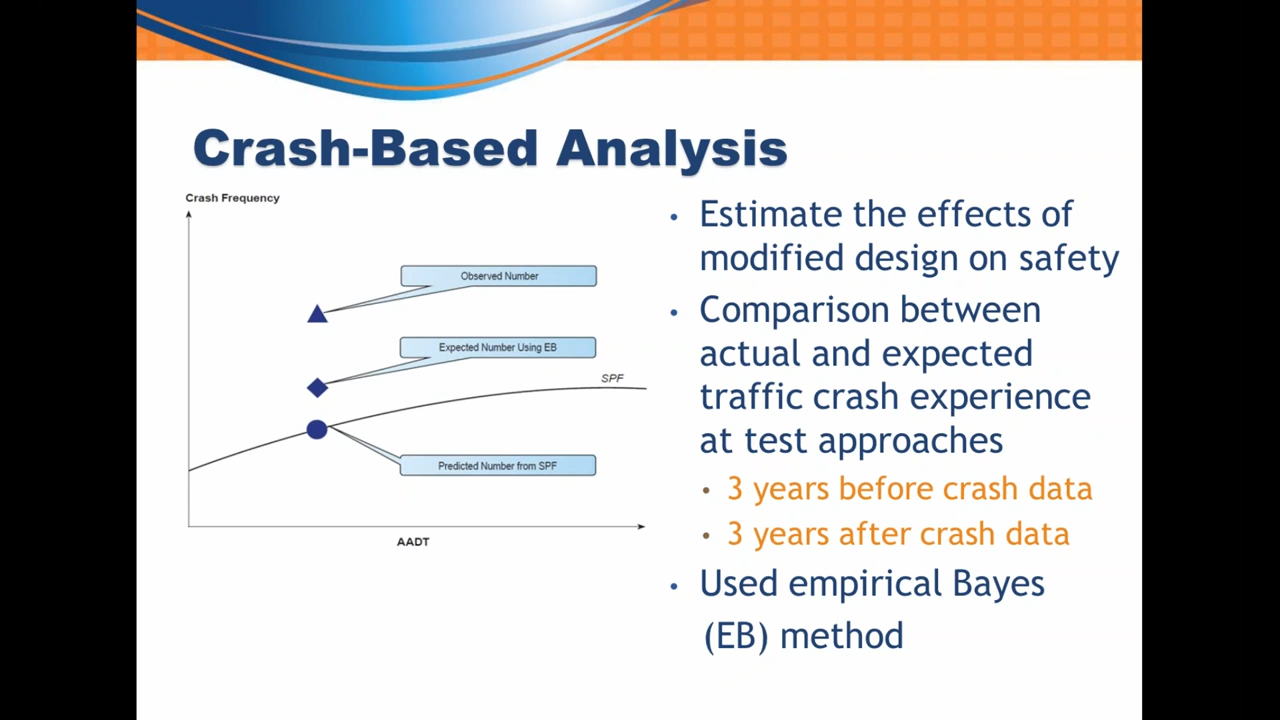 Crash-Based Analysis
Crash Frequency
Observed Number
Expected Number Using EB
SPF
Predicted Number from SPF
AADT
• Estimate the effects of
modified design on safety
• Comparison between
actual and expected
traffic crash experience
at test approaches
• 3 years before crash data
• 3 years after crash data
• Used empirical Bayes
(EB) method